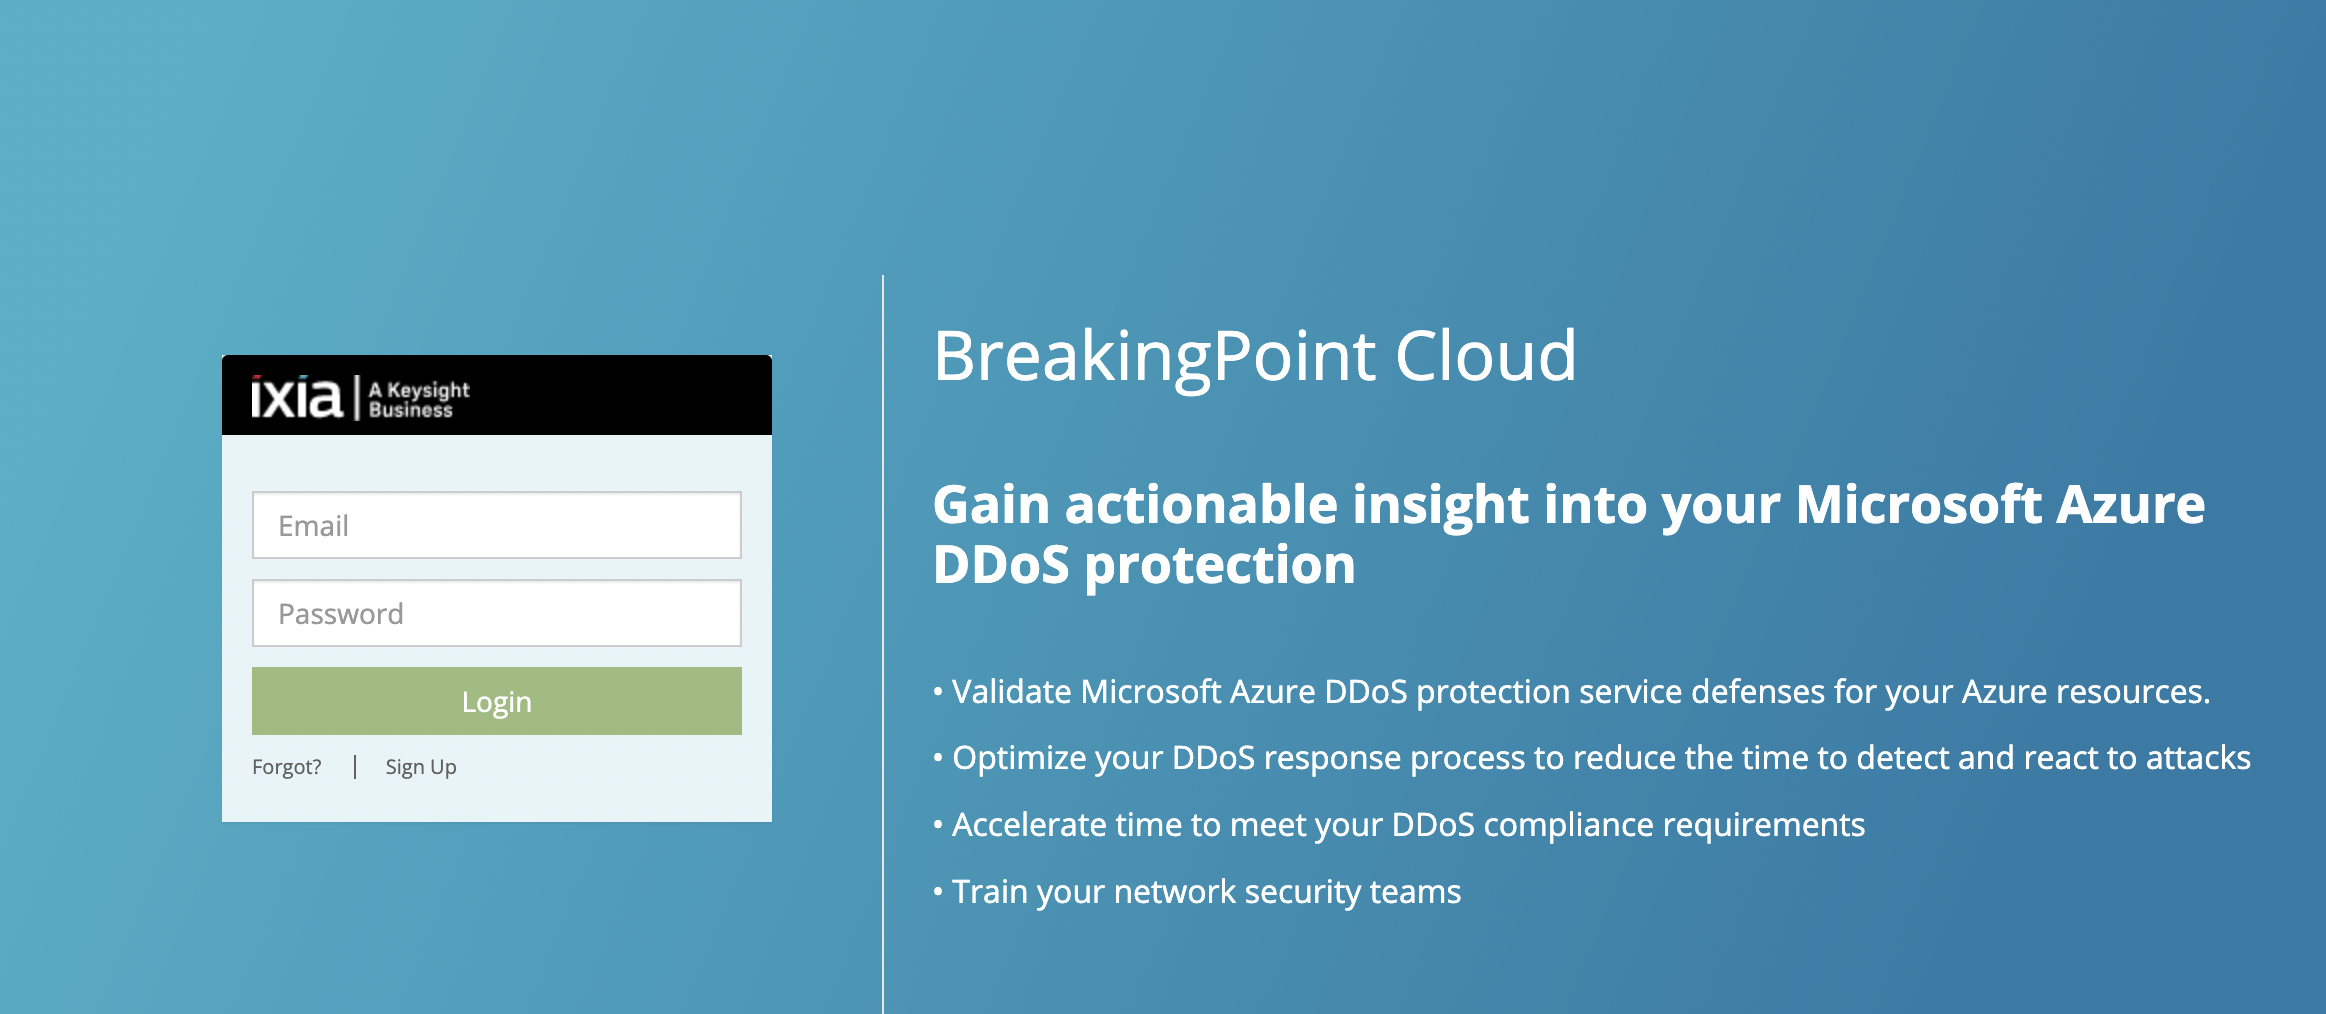 ixia | A Keysight
Business
Email
Password
Login
Forgot? | Sign Up
BreakingPoint Cloud
Gain actionable insight into your Microsoft Azure
DDoS protection
• Validate Microsoft Azure DDoS protection service defenses for your Azure resources.
• Optimize your DDoS response process to reduce the time to detect and react to attacks
• Accelerate time to meet your DDoS compliance requirements
• Train your network security teams